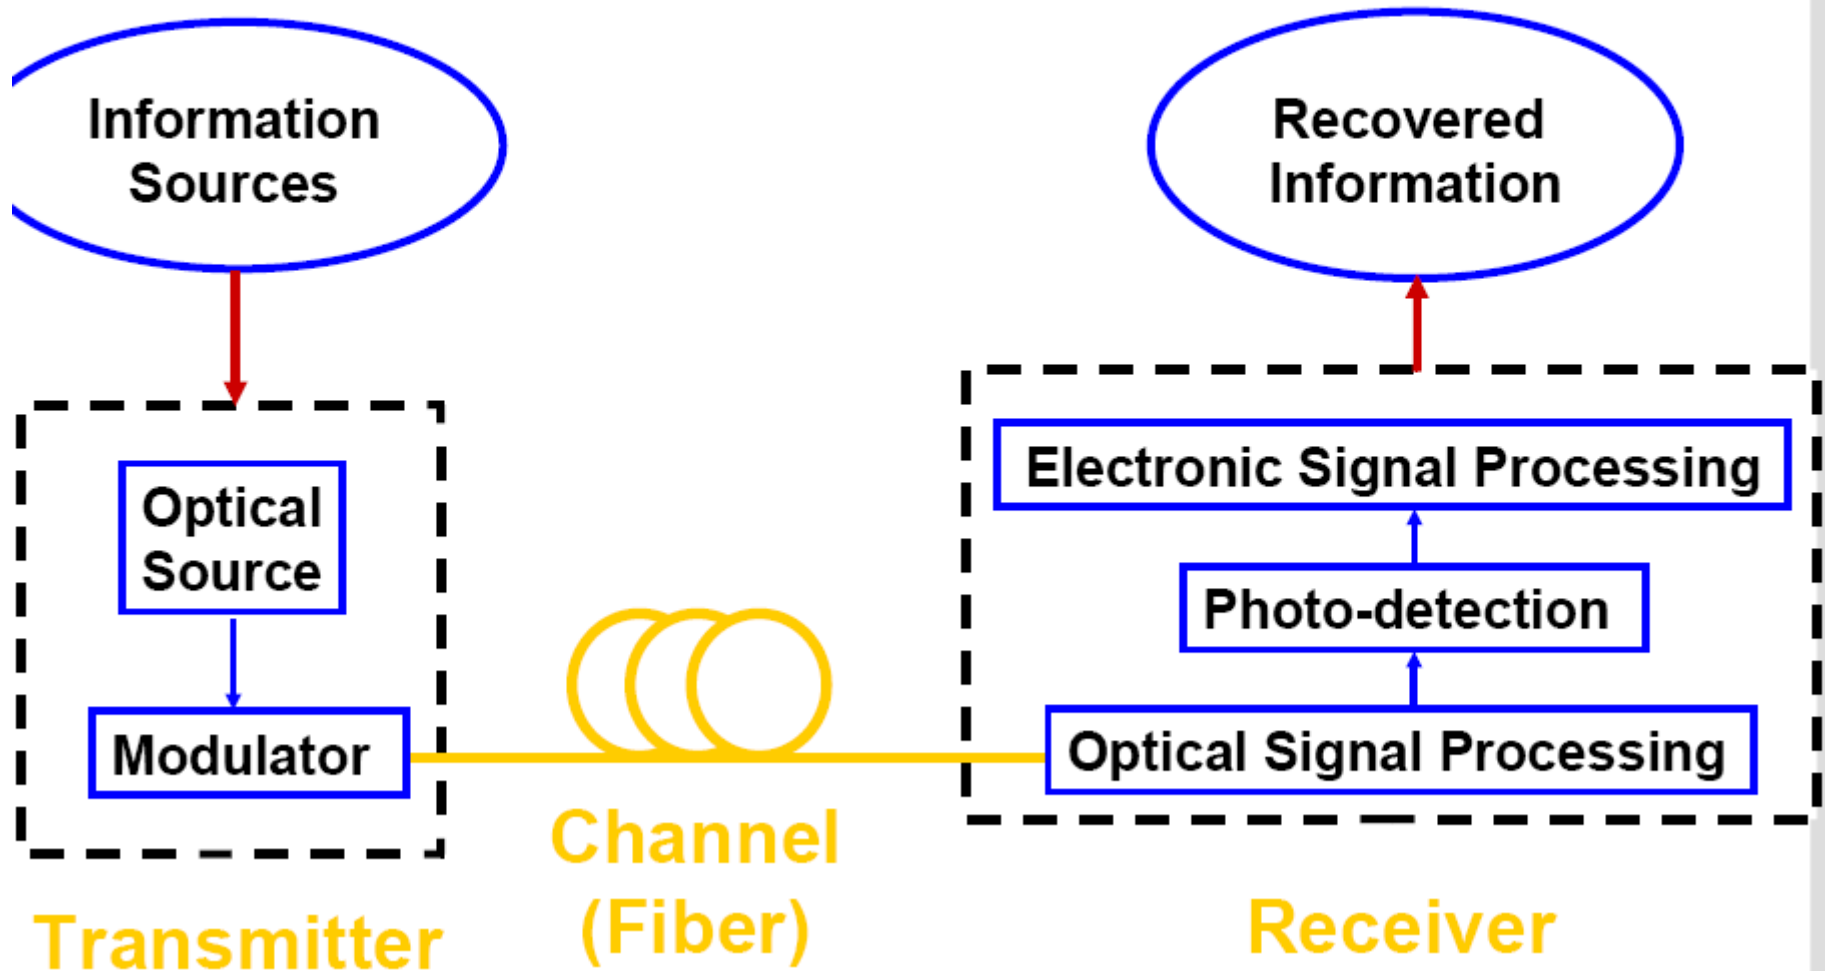 Information
Sources
Recovered
Information
Optical
Source
Modulator
Electronic Signal Processing
Photo-detection
Optical Signal Processing
Channel
(Fiber)
Transmitter
Receiver